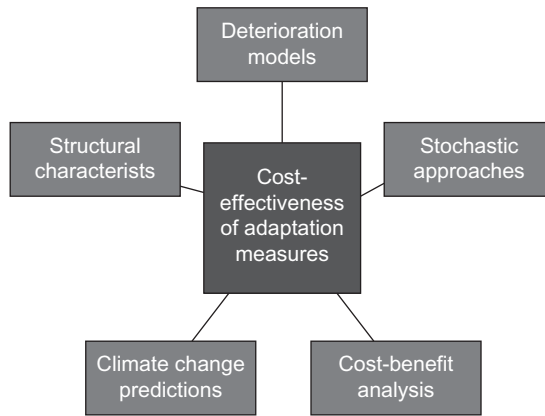 Deterioration
models
Structural
characterists
Stochastic
approaches
Cost-
effectiveness
of adaptation
measures
Climate change
predictions
Cost-benefit
analysis